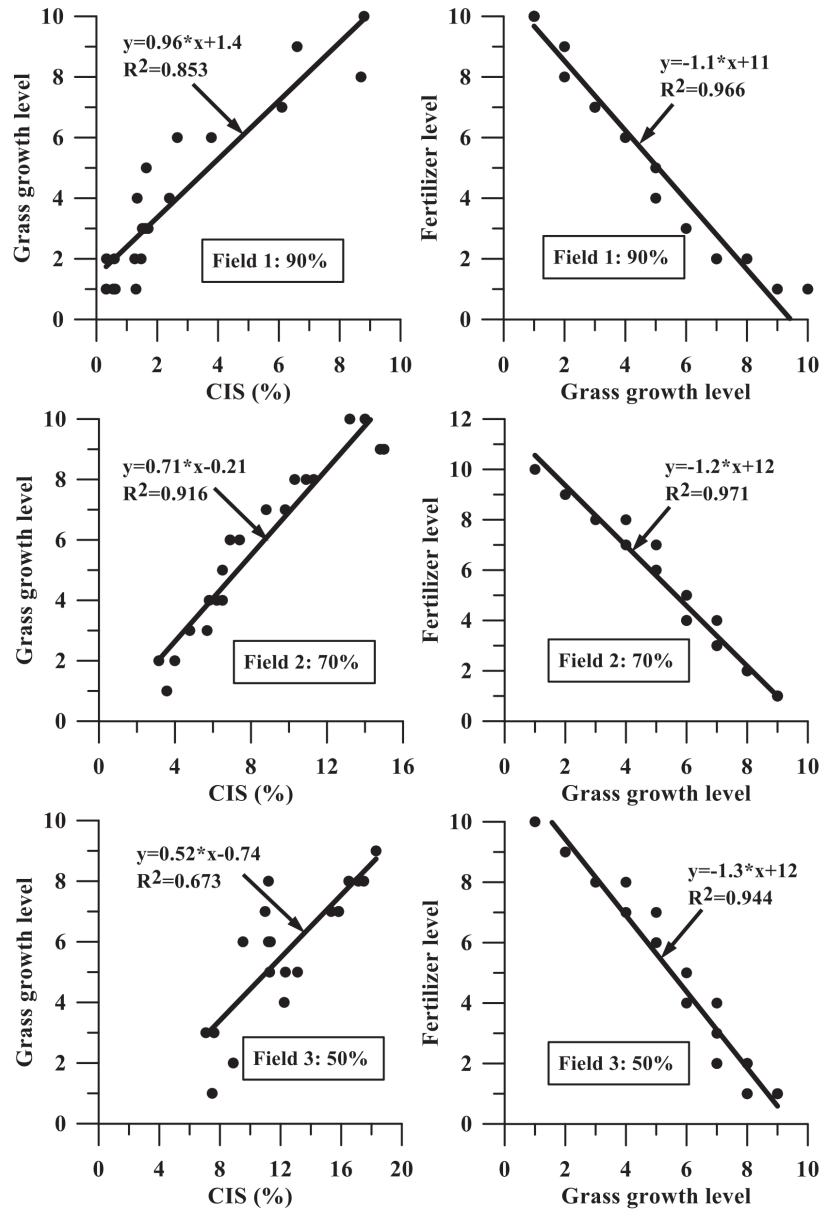 10
8
6
4
2
0
Grass growth level
y=0.96*x+1.4
R2=0.853
Field 1: 90%
0 2 4 6 8 10
CIS (%)
10
8
6
4
2
0
Fertilizer level
y=-1.1*x+11
R2=0.966
Field 1: 90%
0 2 4 6 8 10
Grass growth level
10
8
6
4
2
0
Grass growth level
y=0.71*x-0.21
R2=0.916
Field 2: 70%
0 4 8 12 16
CIS (%)
12
10
8
6
4
2
0
Fertilizer level
y=-1.2*x+12
R2=0.971
Field 2: 70%
0 2 4 6 8 10
Grass growth level
10
8
6
4
2
0
Grass growth level
y=0.52*x-0.74
R2=0.673
Field 3: 50%
0 4 8 12 16 20
CIS (%)
10
8
6
4
2
0
Fertilizer level
y=-1.3*x+12
R2=0.944
Field 3: 50%
0 2 4 6 8 10
Grass growth level